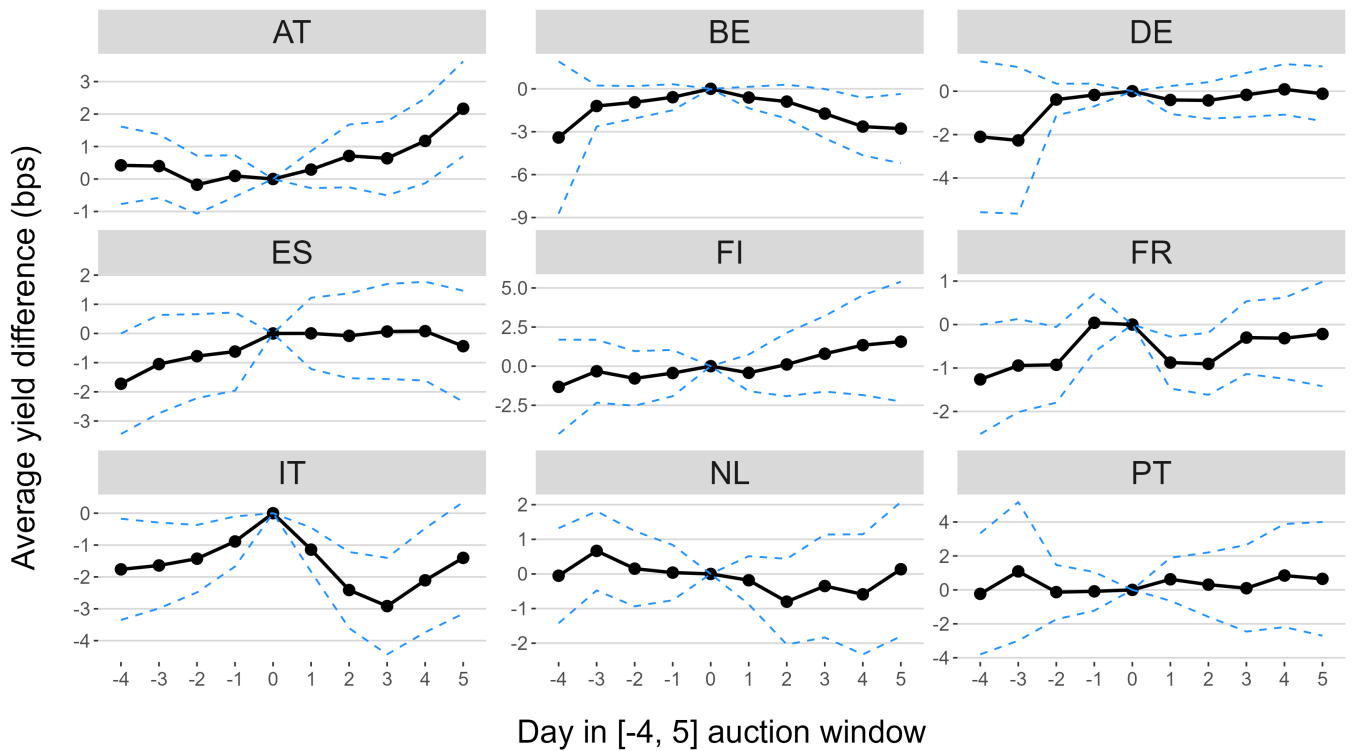 Average yield difference (bps)
AT
3
2
1
0
-1
BE
0
-3
-6
-9
DE
0
-2
-4
ES
2
1
0
-1
-2
-3
FI
5.0
2.5
0.0
-2.5
FR
1
0
-1
-2
IT
0
-1
-2
-3
-4
-4 -3 -2 -1 0 1 2 3 4 5
NL
2
1
0
-1
-2
-4 -3 -2 -1 0 1 2 3 4 5
PT
4
2
0
-2
-4
-4 -3 -2 -1 0 1 2 3 4 5
Day in [-4, 5] auction window